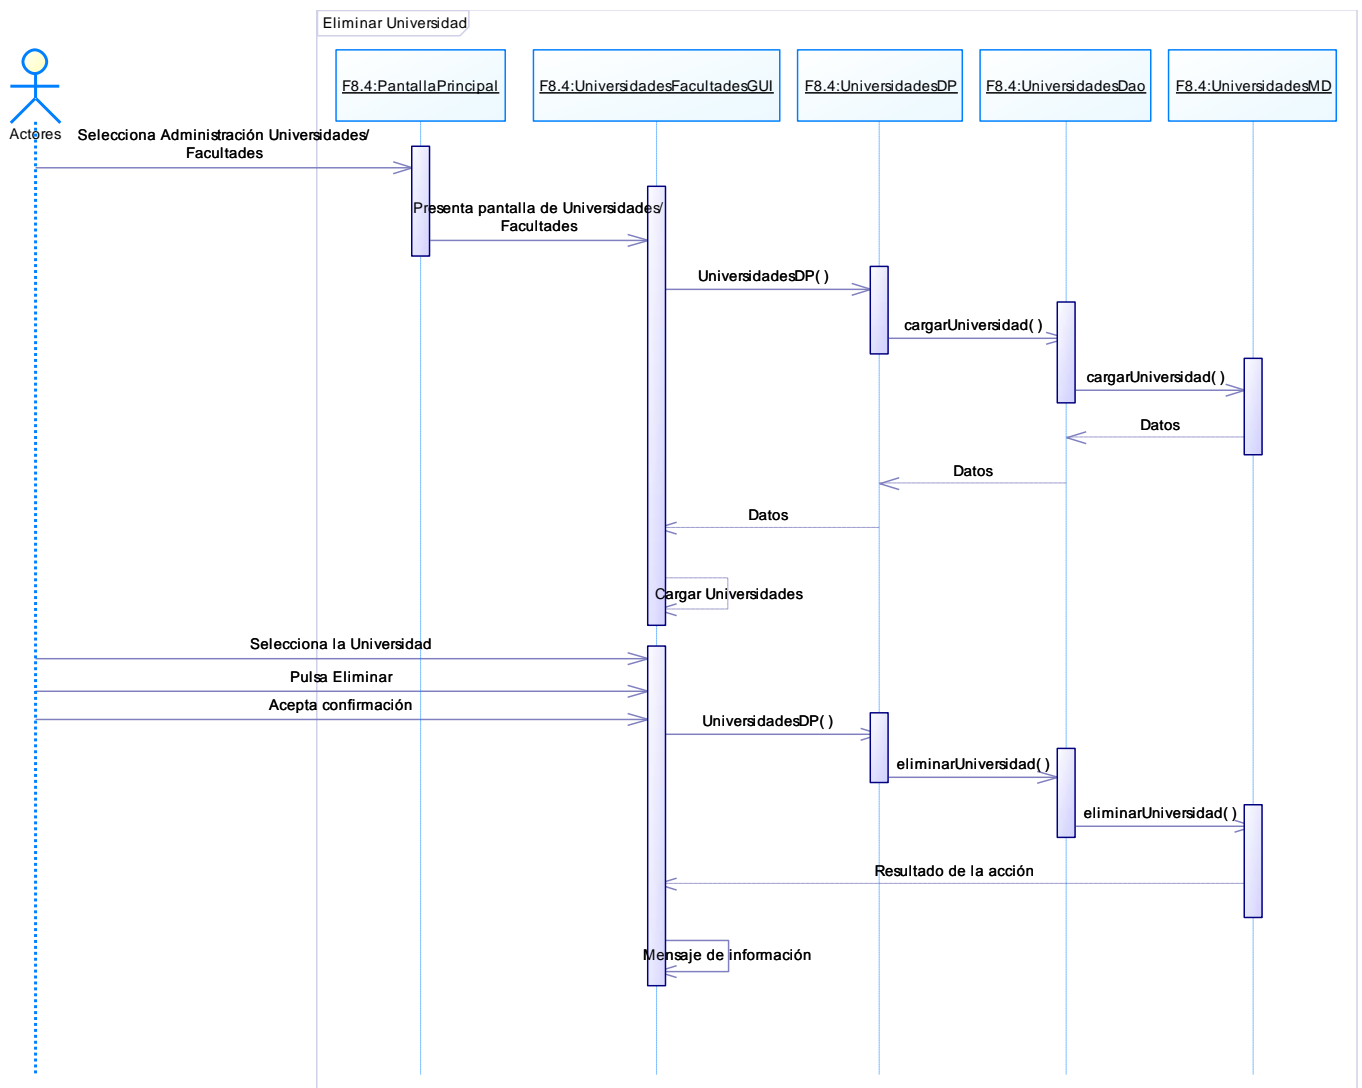 Eliminar Universidad
F8.4:PantallaPrincipal
F8.4:UniversidadesFacultadesGUI
F8.4:UniversidadesDP
F8.4:UniversidadesDao
F8.4:UniversidadesMD
Actores
Selecciona Administración Universidades/
Facultades
Presenta pantalla de Universidades/
Facultades
UniversidadesDP( )
cargarUniversidad( )
cargarUniversidad( )
Datos
Datos
Datos
Cargar Universidades
Selecciona la Universidad
Pulsa Eliminar
Acepta confirmación
UniversidadesDP( )
eliminarUniversidad( )
eliminarUniversidad( )
Resultado de la acción
Mensaje de información